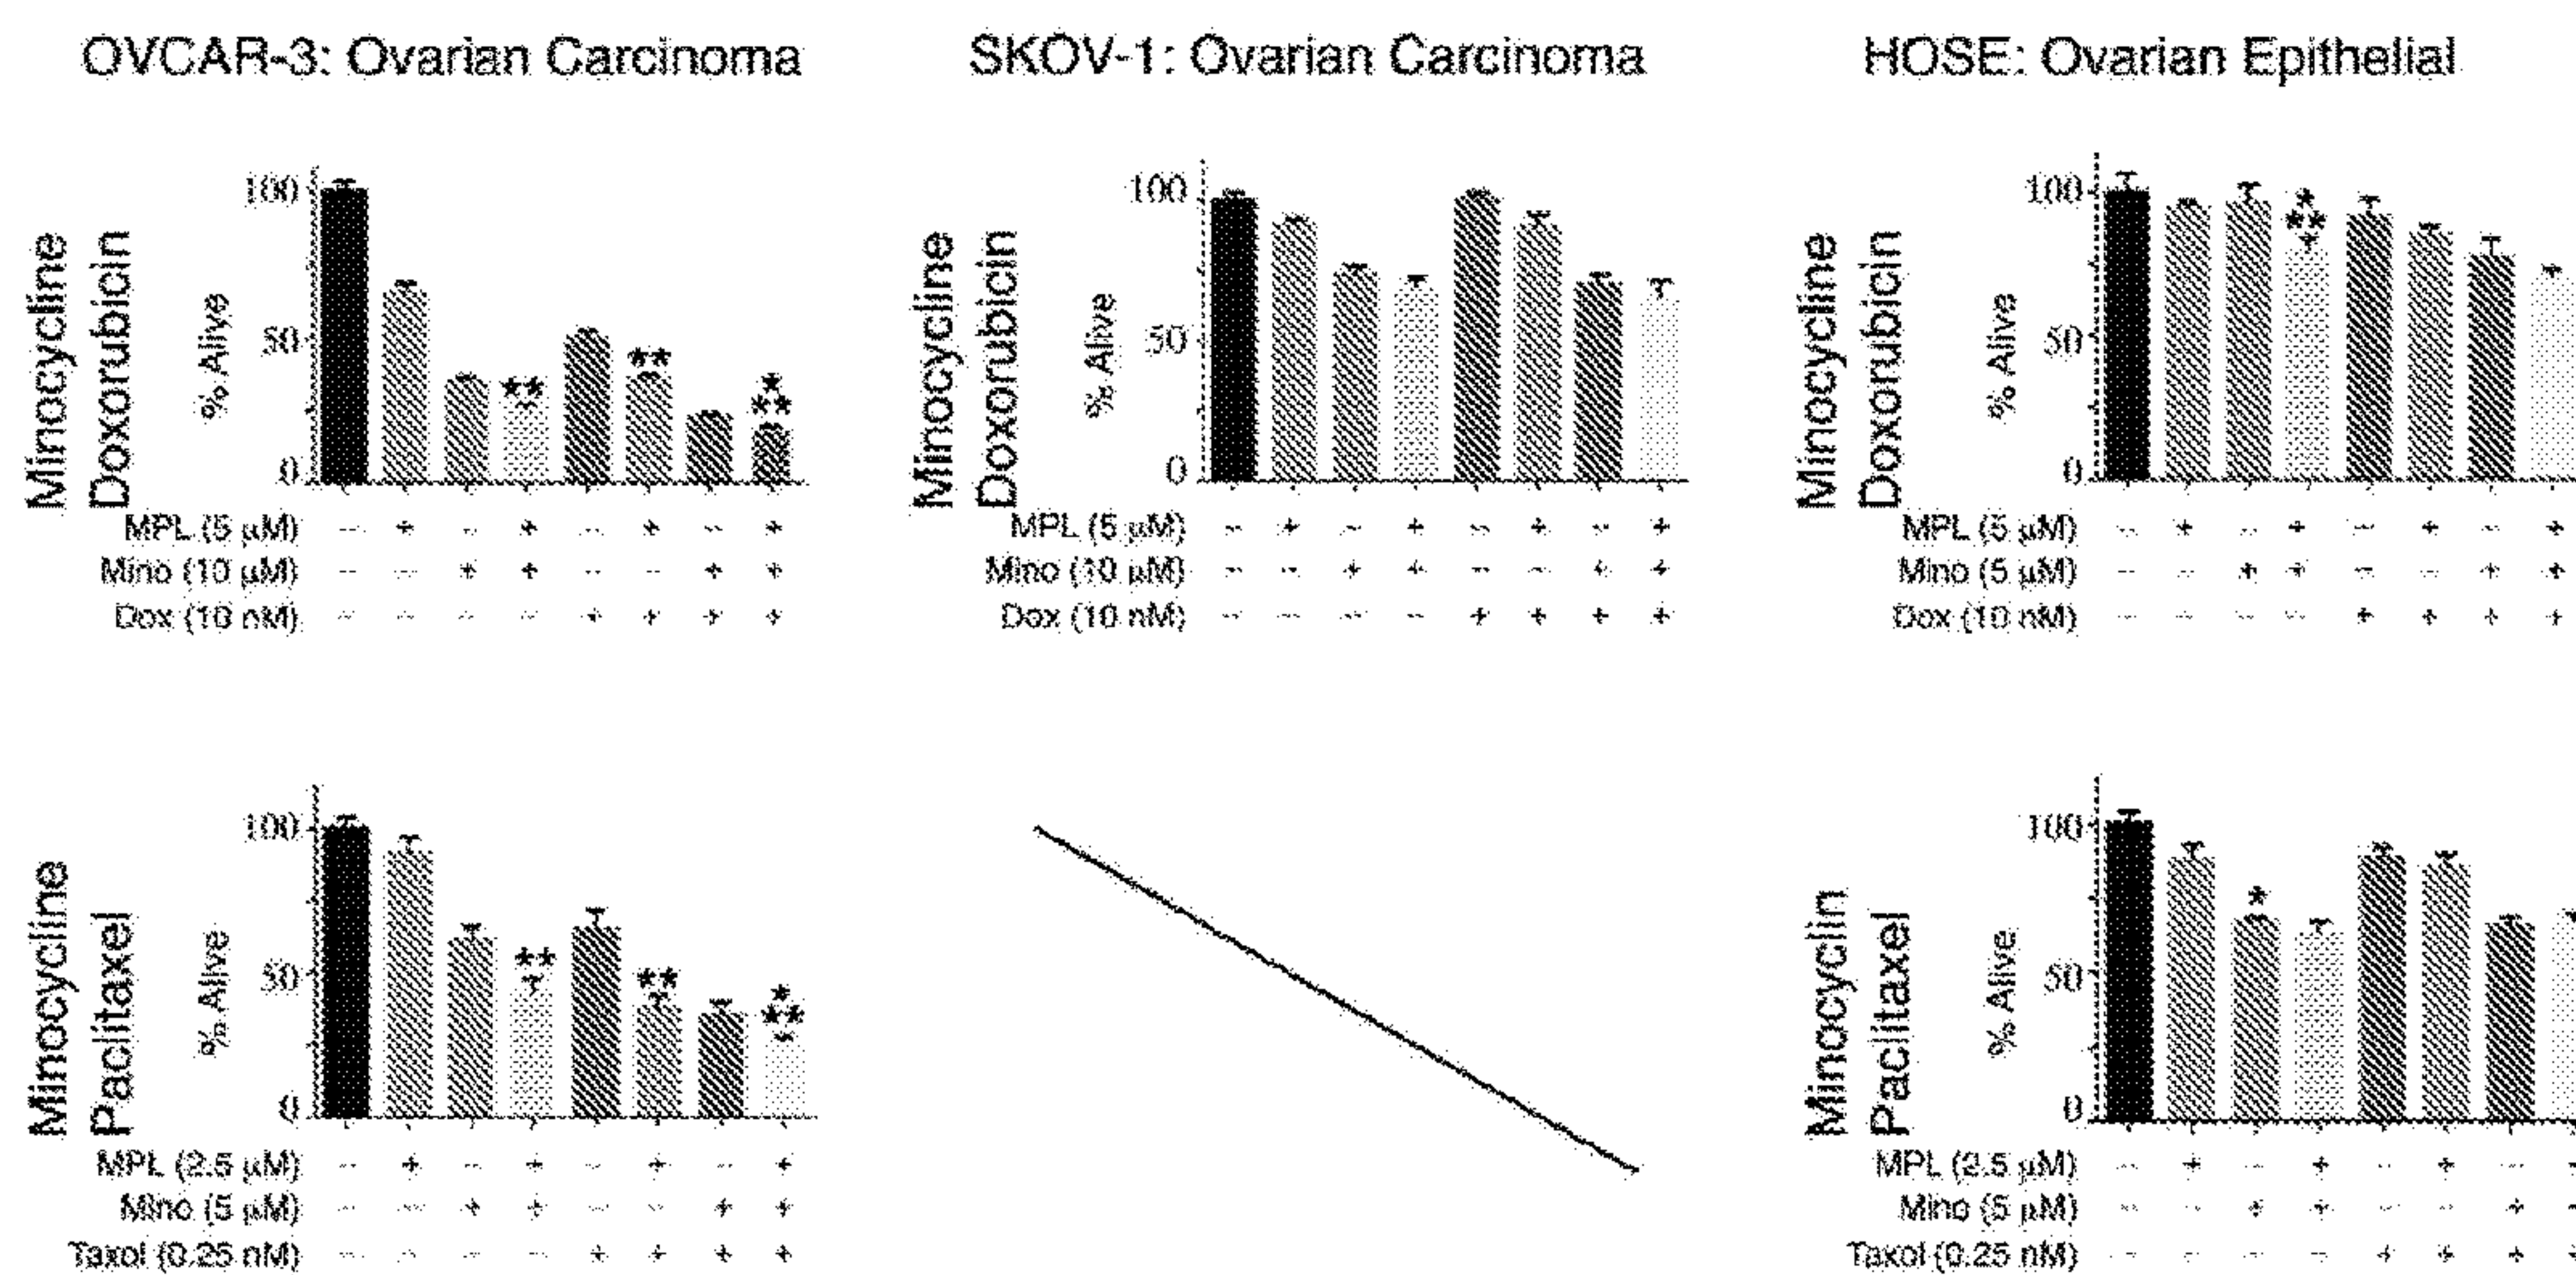 OVCAR-3: Ovarian Carcinoma
SKOV-1: Ovarian Carcinoma
HOSE: Ovarian Epithelial
Minocycline
Doxorubicin
% Alive
100
50
0
** ** * **
MPL (5 µM) -- + -- + -- + -- +
Mino (10 µM) -- -- + + -- -- + +
Dox (10 nM) -- -- -- -- + + + +
Minocycline
Doxorubicin
% Alive
100
50
0
MPL (5 µM) -- + -- + -- + -- +
Mino (10 µM) -- -- + + -- -- + +
Dox (10 nM) -- -- -- -- + + + +
Minocycline
Doxorubicin
% Alive
100
50
0
*
**
MPL (5 µM) -- + -- + -- + -- +
Mino (5 µM) -- -- + + -- -- + +
Dox (10 nM) -- -- -- -- + + + +
Minocycline
Paclitaxel
% Alive
100
50
0
** ** * **
MPL (2.5 µM) -- + -- + -- + -- +
Mino (5 µM) -- -- + + -- -- + +
Taxol (0.25 nM) -- -- -- -- + + + +
Minocyclin
Paclitaxel
% Alive
100
50
0
*
MPL (2.5 µM) -- + -- + -- + -- +
Mino (5 µM) -- -- + + -- -- + +
Taxol (0.25 nM) -- -- -- -- + + + +